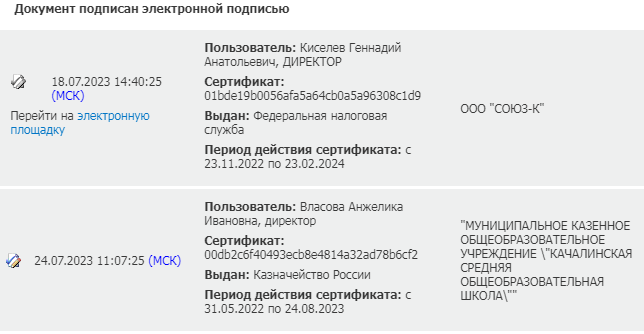 Документ подписан электронной подписью
18.07.2023 14:40:25
(МСК)
Перейти на электронную
площадку
Пользователь: Киселев Геннадий
Анатольевич, ДИРЕКТОР
Сертификат:
01bde19b0056afa5a64cb0a5a96308c1d9
Выдан: Федеральная налоговая
служба
Период действия сертификата: с
23.11.2022 по 23.02.2024
ООО "СОЮЗ-К"
24.07.2023 11:07:25 (МСК)
Пользователь: Власова Анжелика
Ивановна, директор
Сертификат:
00db2c6f40493ecb8e4814a32ad78b6cf2
Выдан: Казначейство России
Период действия сертификата: с
31.05.2022 по 24.08.2023
"МУНИЦИПАЛЬНОЕ КАЗЕННОЕ
ОБЩЕОБРАЗОВАТЕЛЬНОЕ
УЧРЕЖДЕНИЕ \"КАЧАЛИНСКАЯ
СРЕДНЯЯ
ОБЩЕОБРАЗОВАТЕЛЬНАЯ
ШКОЛА\""